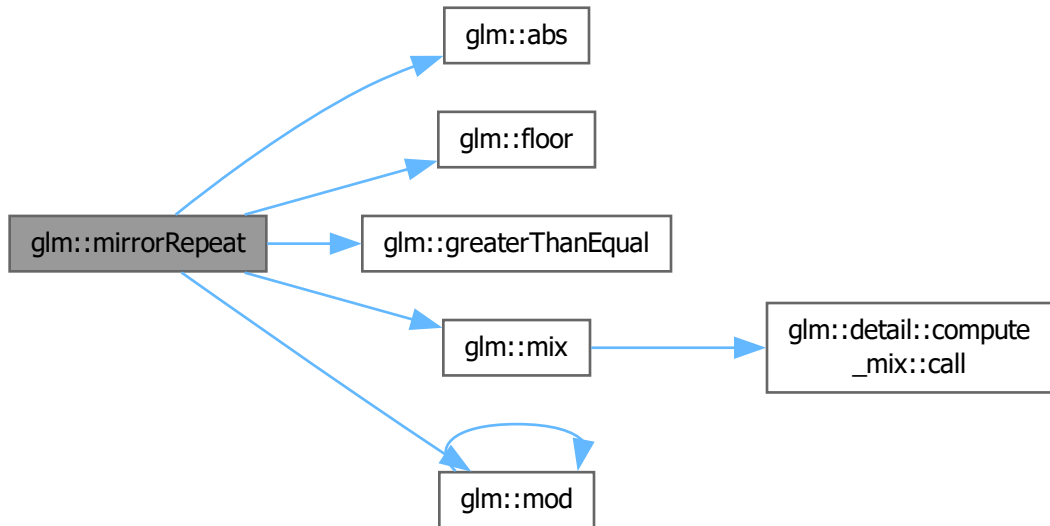 glm::abs
glm::floor
glm::mirrorRepeat
glm::greaterThanEqual
glm::mix
glm::detail::compute
_mix::call
glm::mod